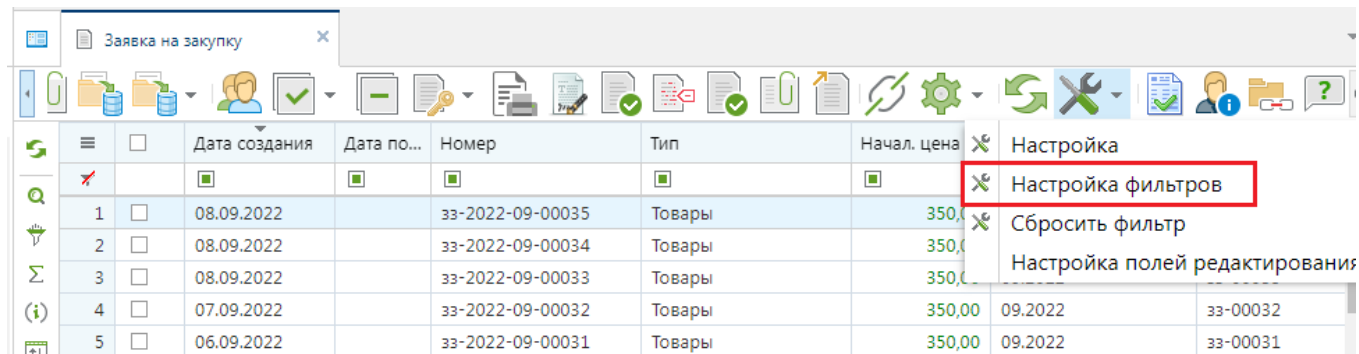 Заявка на закупку
Дата создания Дата по... Номер Тип Начал. цена
Настройка
Настройка фильтров
1 08.09.2022 зз-2022-09-00035 Товары 350,
Сбросить фильтр
2 08.09.2022 зз-2022-09-00034 Товары 350,
Настройка полей редактирования
3 08.09.2022 зз-2022-09-00033 Товары 350,
4 07.09.2022 зз-2022-09-00032 Товары 350,00 09.2022 зз-00032
5 06.09.2022 зз-2022-09-00031 Товары 350,00 09.2022 зз-00031